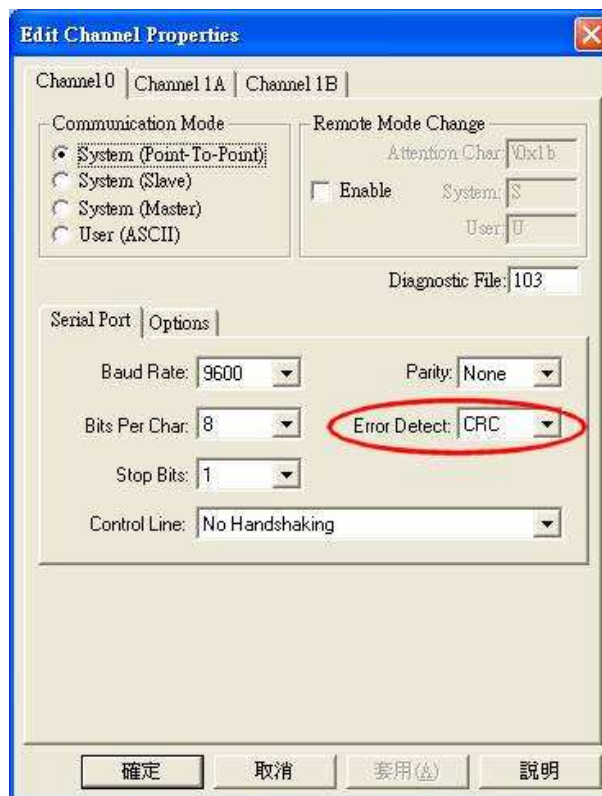 Edit Channel Properties
Channel 0 Channel 1A Channel 1B
Communication Mode
System (Point-To-Point)
System (Slave)
System (Master)
User (ASCII)
Remote Mode Change
Attention Char: \0x1b
Enable System: S
User: U
Diagnostic File: 103
Serial Port Options
Baud Rate: 9600 Parity: None
Bits Per Char: 8 Error Detect: CRC
Stop Bits: 1
Control Line: No Handshaking
確定 取消 套用(A) 說明